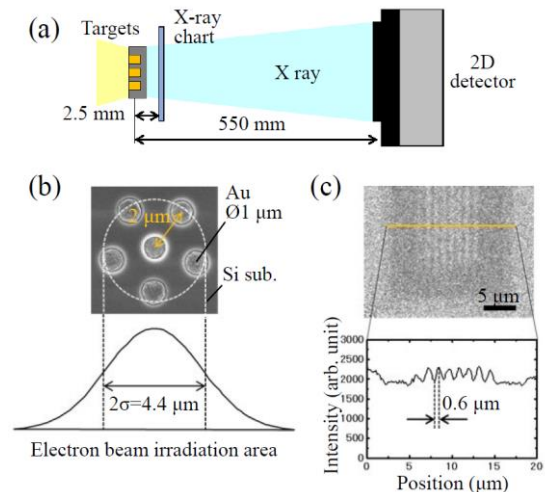 (a)
Targets
X-ray
chart
X ray
2D
detector
2.5 mm
550 mm
(b)
2 μm
Au
Ø1 μm
Si sub.
2σ=4.4 μm
Electron beam irradiation area
(c)
5 μm
Intensity (arb. unit)
3000
2500
2000
1500
1000
500
0
0.6 μm
0
5
10
15
20
Position (μm)